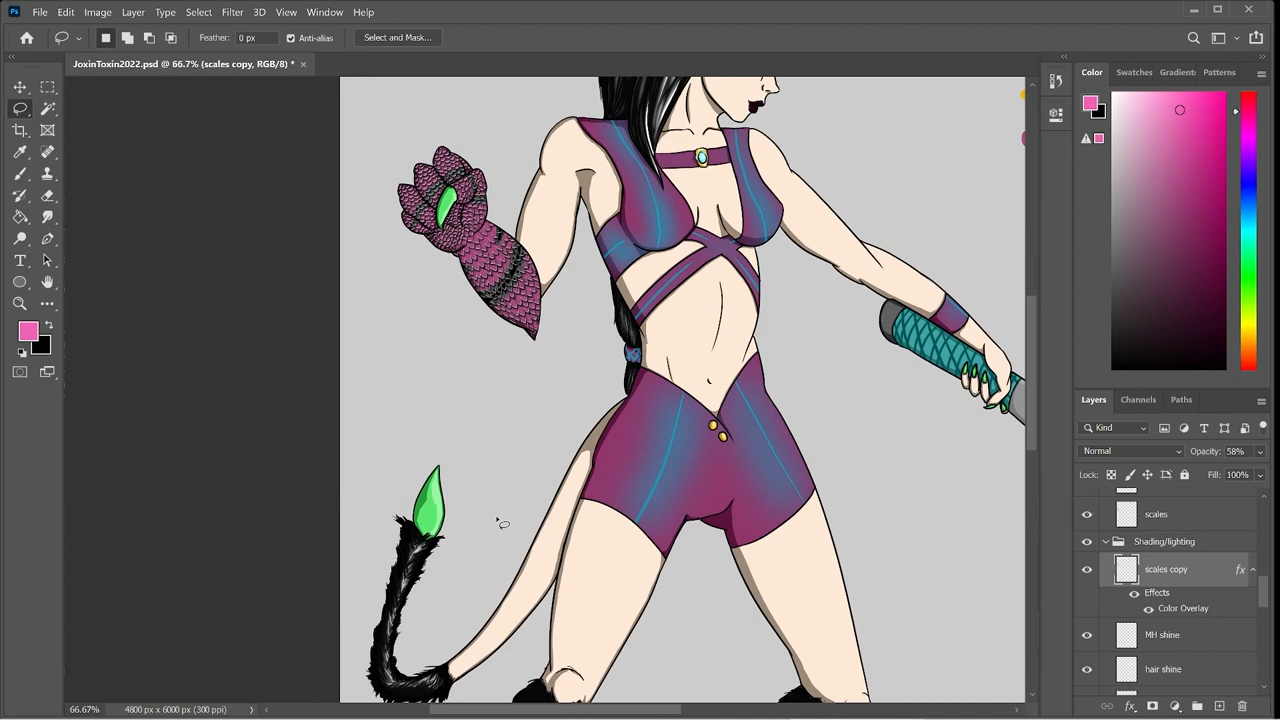 Ps File Edit Image Layer Type Select Filter 3D View Window Help
Feather: 0 px Anti-alias Select and Mask...
JoxinToxin2022.psd @ 66.7% (scales copy, RGB/8) *
Color Swatches Gradient Patterns
Layers Channels Paths
Kind
Normal Opacity: 58%
Lock: Fill: 100%
scales
Shading/lighting
scales copy fx
Effects
Color Overlay
MH shine
hair shine
66.67% 4800 px x 6000 px (300 ppi)